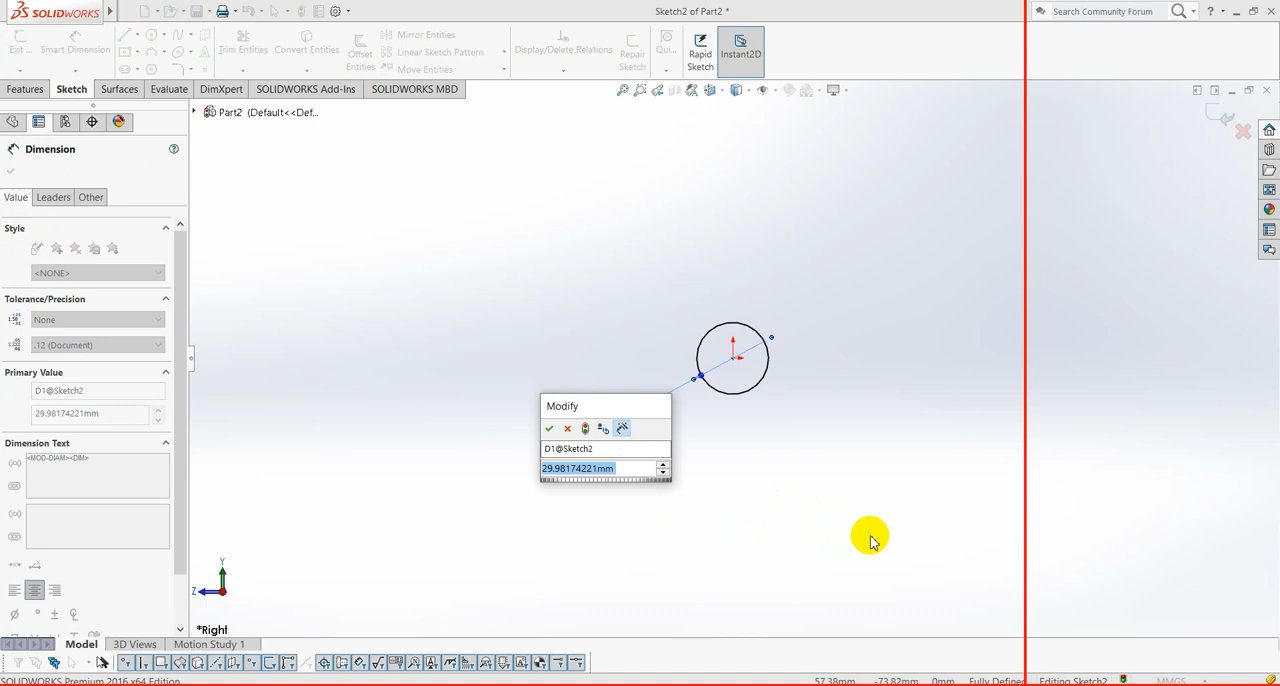 SOLIDWORKS
Sketch2 of Part2 *
Search Community Forum
?
Exit ...
Smart Dimension
Trim Entities
Convert Entities
Offset
Entities
Mirror Entities
Linear Sketch Pattern
Move Entities
Display/Delete Relations
Repair
Sketch
Qui...
Rapid
Sketch
Instant2D
Features
Sketch
Surfaces
Evaluate
DimXpert
SOLIDWORKS Add-Ins
SOLIDWORKS MBD
Part2 (Default<<Def...
Dimension
?
Value
Leaders
Other
Style
<NONE>
Tolerance/Precision
None
.12 (Document)
Primary Value
D1@Sketch2
29.98174221mm
Dimension Text
<MOD-DIAM><DIM>
Modify
D1@Sketch2
29.98174221mm
Y
Z
*Right
Model
3D Views
Motion Study 1
SOLIDWORKS Premium 2016 x64 Edition
57.38mm
-73.82mm
0mm
Fully Defined
Editing Sketch2
MMGS